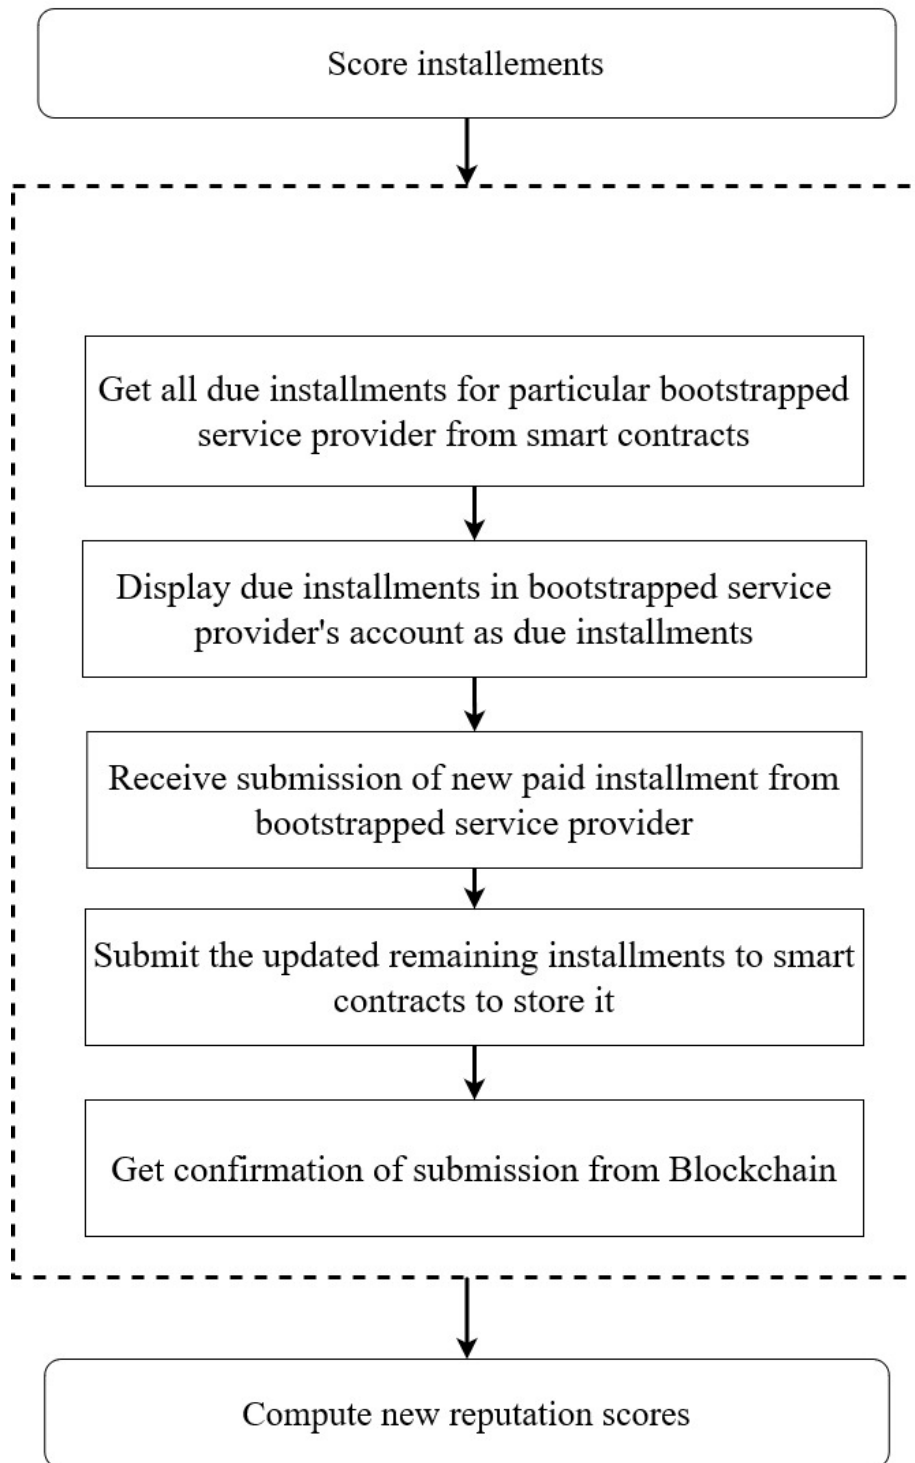 Score installements
Get all due installments for particular bootstrapped
service provider from smart contracts
Display due installments in bootstrapped service
provider's account as due installments
Receive submission of new paid installment from
bootstrapped service provider
Submit the updated remaining installments to smart
contracts to store it
Get confirmation of submission from Blockchain
Compute new reputation scores